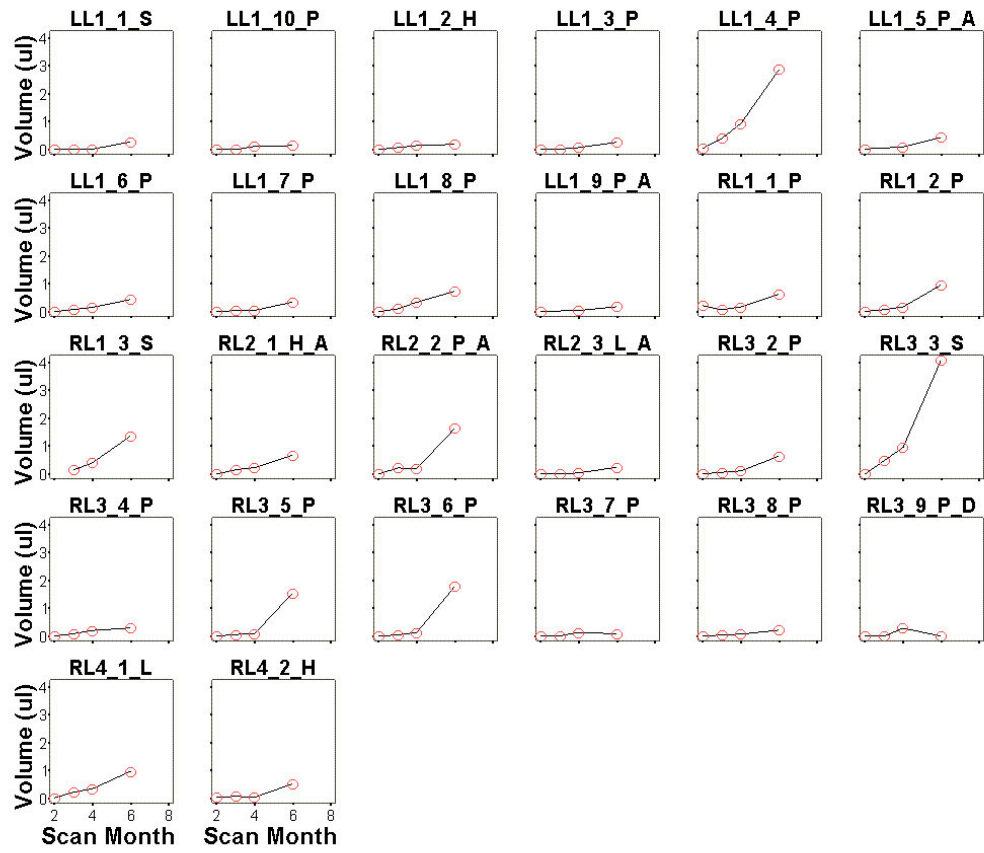 LL1_1_S LL1_10_P LL1_2_H LL1_3_P LL1_4_P LL1_5_P_A
Volume (ul)
4
3
2
1
0
LL1_6_P LL1_7_P LL1_8_P LL1_9_P_A RL1_1_P RL1_2_P
Volume (ul)
4
3
2
1
0
RL1_3_S RL2_1_H_A RL2_2_P_A RL2_3_L_A RL3_2_P RL3_3_S
Volume (ul)
4
3
2
1
0
RL3_4_P RL3_5_P RL3_6_P RL3_7_P RL3_8_P RL3_9_P_D
Volume (ul)
4
3
2
1
0
RL4_1_L RL4_2_H
Volume (ul)
4
3
2
1
0
2 4 6 8 2 4 6 8
Scan Month Scan Month